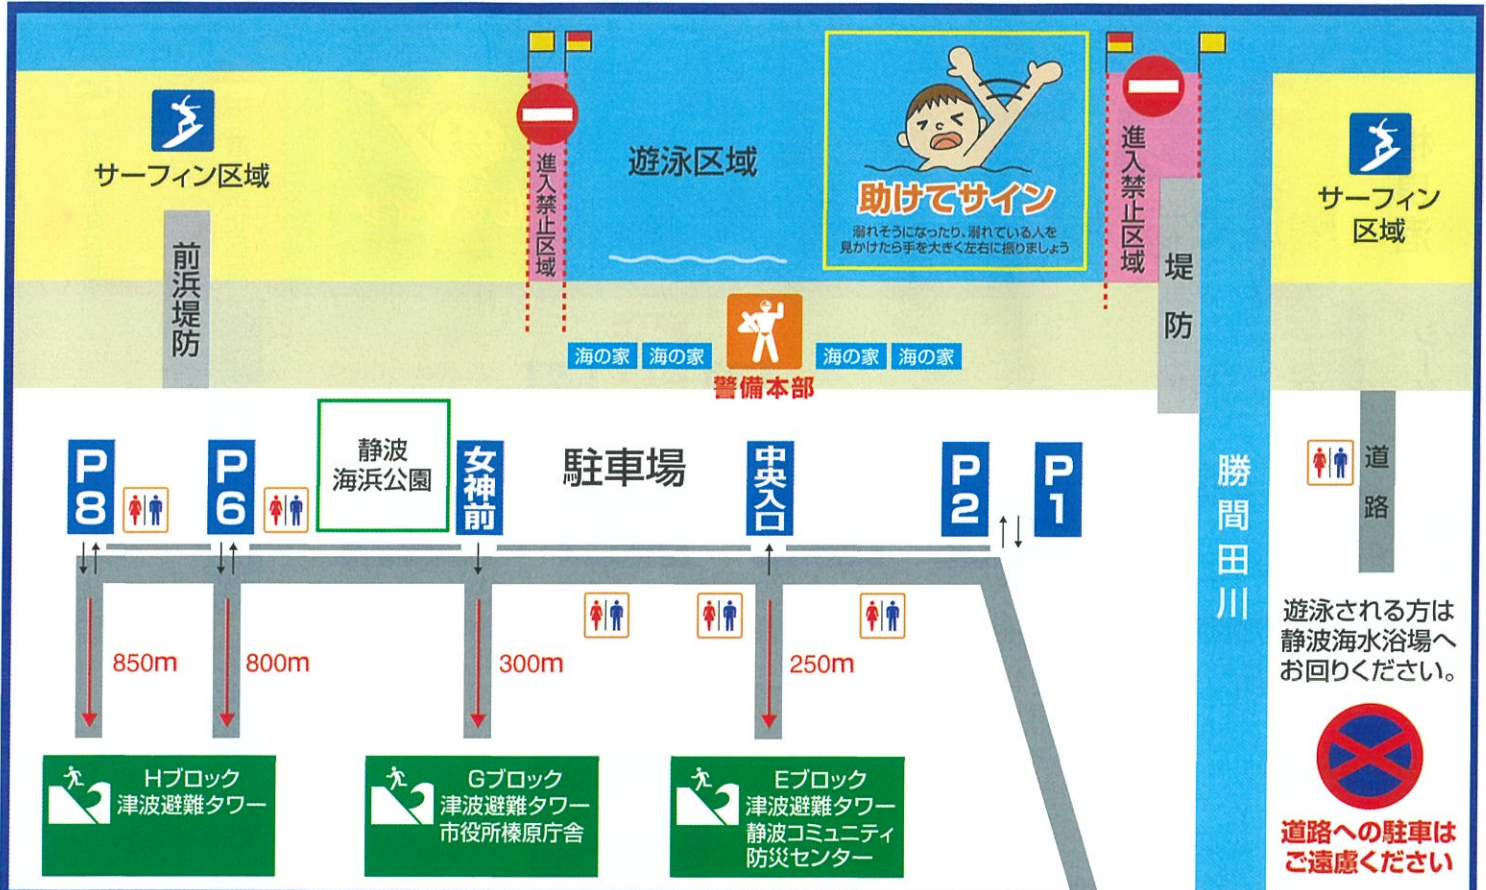 サーフィン区域
前浜堤防
進入禁止区域
遊泳区域
助けてサイン
溺れそうになったり、溺れている人を
見かけたら手を大きく左右に振りましょう
進入禁止区域
堤防
サーフィン
区域
海の家
海の家
海の家
海の家
警備本部
P8
P6
静波
海浜公園
女神前
駐車場
中央入口
P2
P1
勝間田川
道路
850m
800m
300m
250m
遊泳される方は
静波海水浴場へ
お回りください。
道路への駐車は
ご遠慮ください
Hブロック
津波避難タワー
Gブロック
津波避難タワー
市役所榛原庁舎
Eブロック
津波避難タワー
静波コミュニティ
防災センター